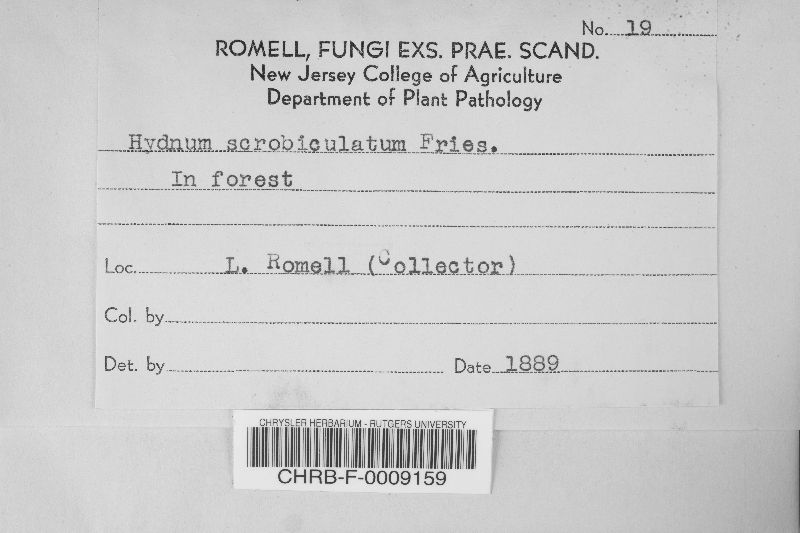 No. 19
ROMELL, FUNGI EXS. PRAE. SCAND.
New Jersey College of Agriculture
Department of Plant Pathology
Hydnum scrobiculatum Fries.
In forest
Loc. L. Romell (Collector)
Col. by
Det. by Date 1889
CHRYSLER HERBARIUM - RUTGERS UNIVERSITY
CHRB-F-0009159